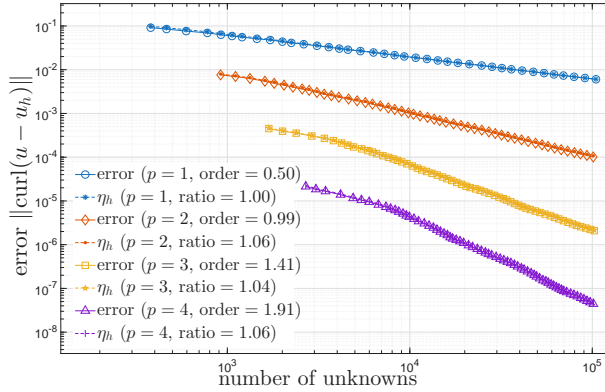 10^-1
10^-2
10^-3
10^-4
10^-5
10^-6
10^-7
10^-8
error ||curl(u − u_h)||
error (p = 1, order = 0.50)
η_h (p = 1, ratio = 1.00)
error (p = 2, order = 0.99)
η_h (p = 2, ratio = 1.06)
error (p = 3, order = 1.41)
η_h (p = 3, ratio = 1.04)
error (p = 4, order = 1.91)
η_h (p = 4, ratio = 1.06)
10^3
10^4
10^5
number of unknowns